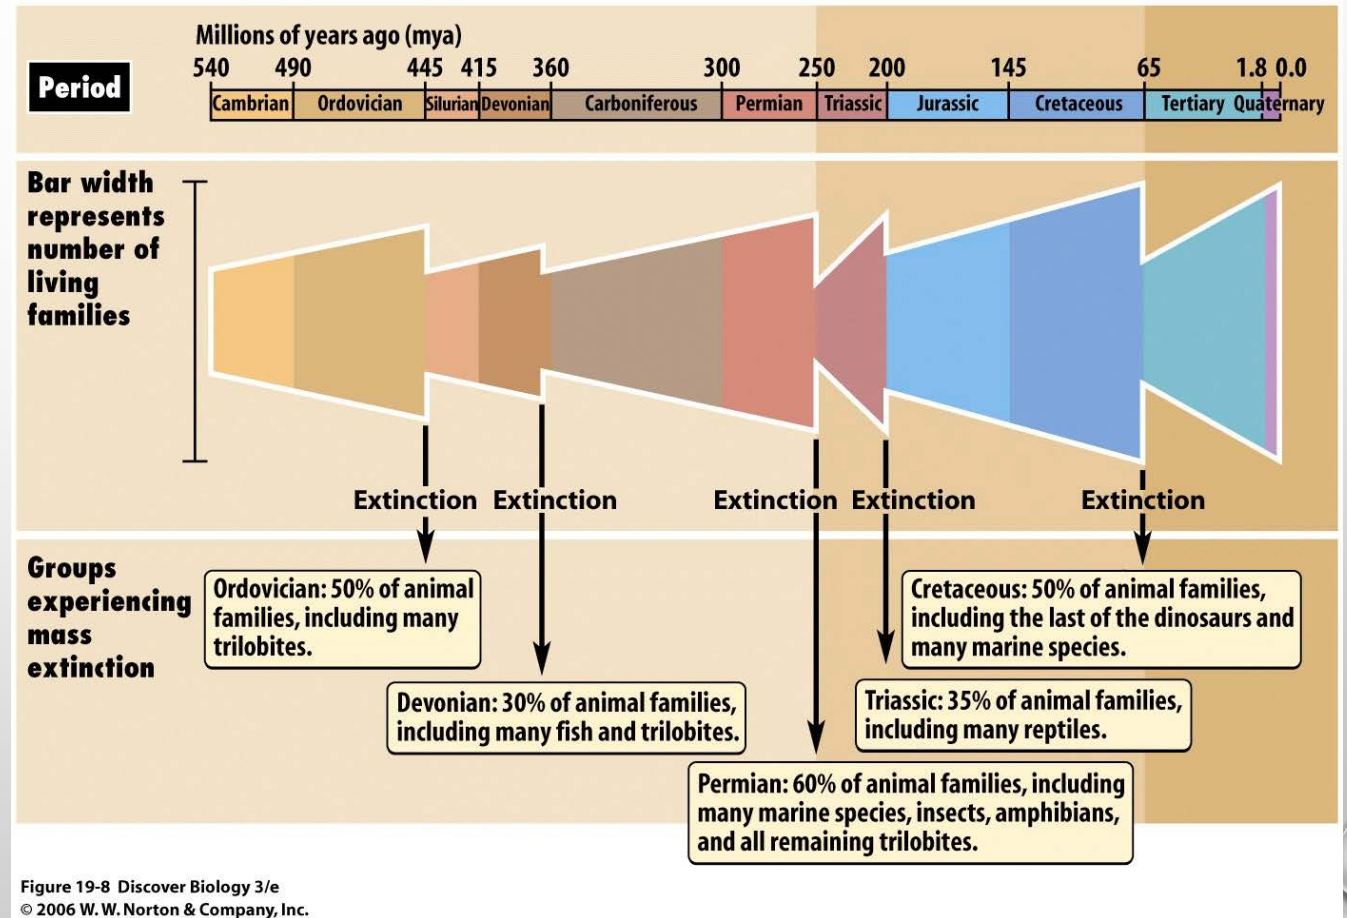 Millions of years ago (mya)
540 490 445 415 360 300 250 200 145 65 1.8 0.0
Period
Cambrian Ordovician Silurian Devonian Carboniferous Permian Triassic Jurassic Cretaceous Tertiary Quaternary
Bar width
represents
number of
living
families
Extinction Extinction Extinction Extinction Extinction
Groups
experiencing
mass
extinction
Ordovician: 50% of animal
families, including many
trilobites.
Devonian: 30% of animal families,
including many fish and trilobites.
Permian: 60% of animal families, including
many marine species, insects, amphibians,
and all remaining trilobites.
Triassic: 35% of animal families,
including many reptiles.
Cretaceous: 50% of animal families,
including the last of the dinosaurs and
many marine species.
Figure 19-8 Discover Biology 3/e
© 2006 W. W. Norton & Company, Inc.